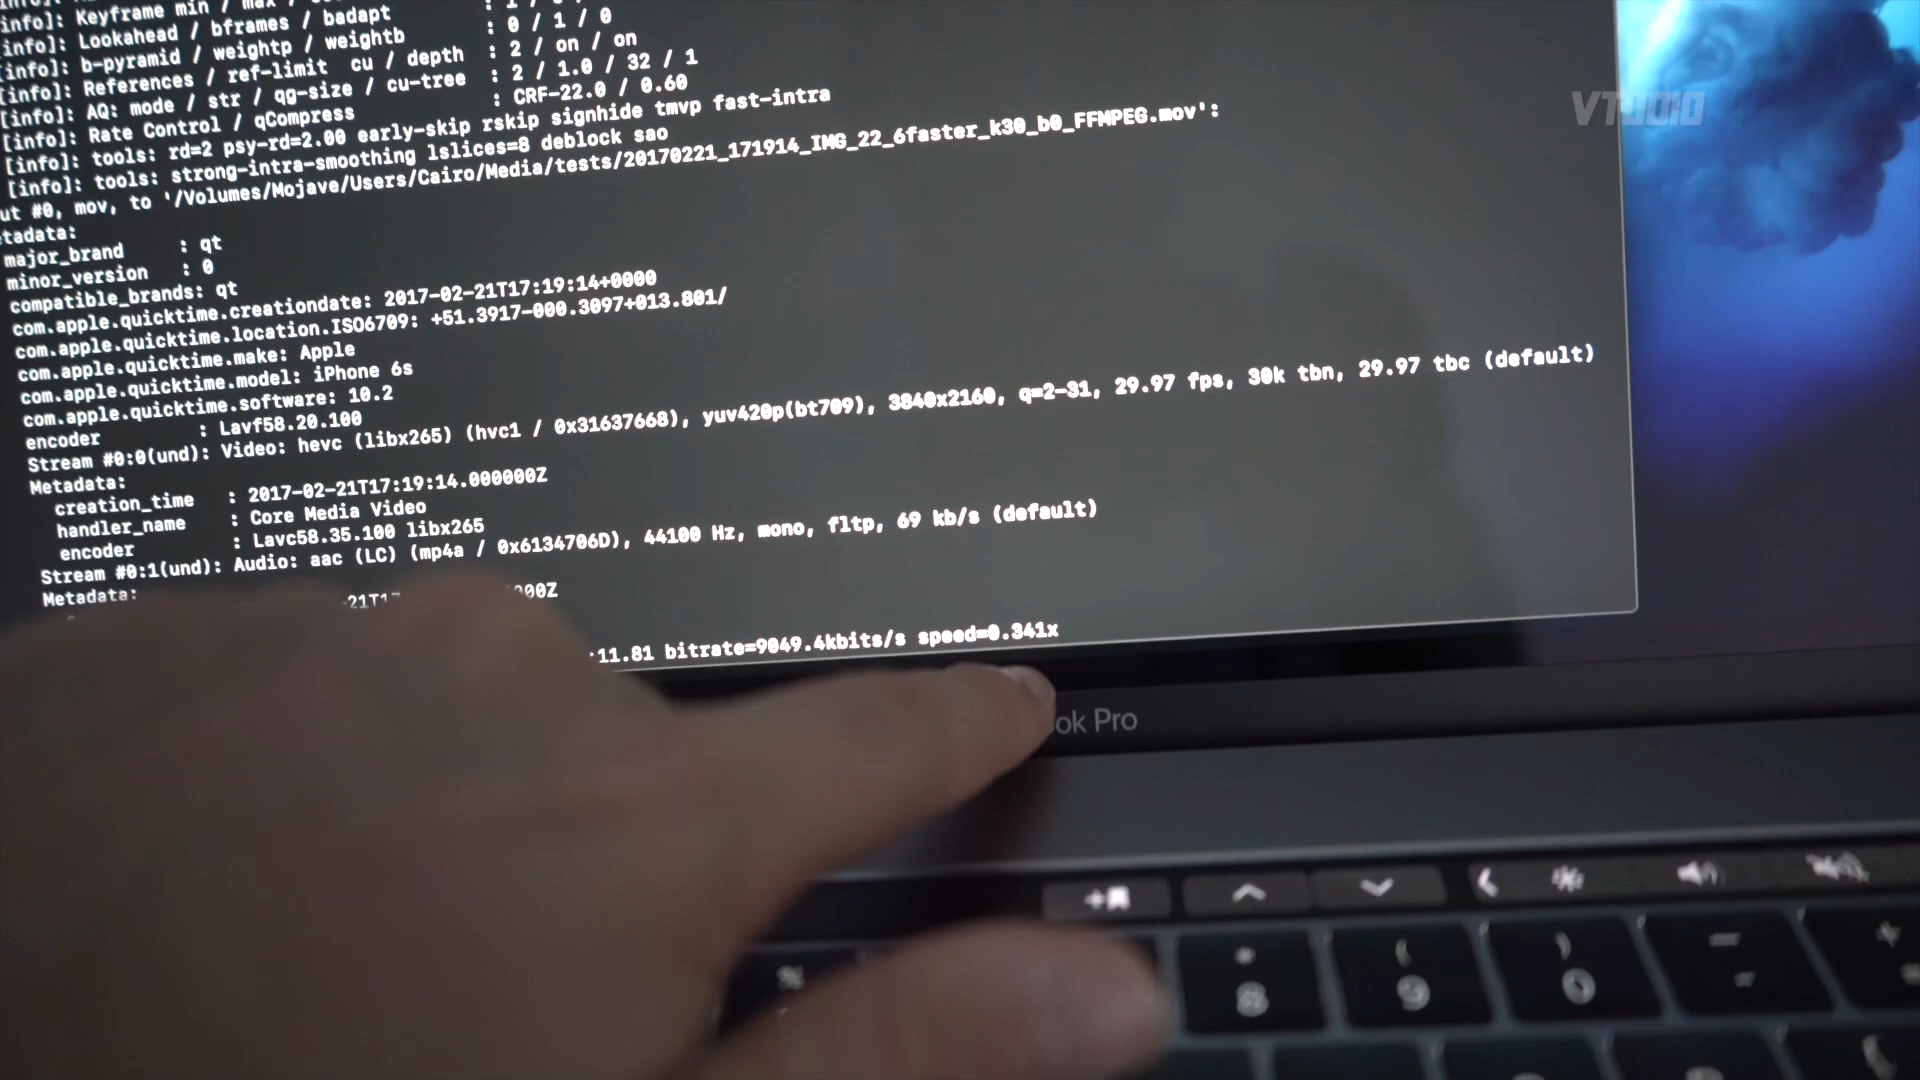 [info]: Keyframe min / max /
[info]: Lookahead / bframes / badapt : 0 / 1 / 0
[info]: b-pyramid / weightp / weightb : 2 / on / on
[info]: References / ref-limit cu / depth : 2 / 1.0 / 32 / 1
[info]: AQ: mode / str / qg-size / cu-tree : CRF-22.0 / 0.60
[info]: Rate Control / qCompress
[info]: tools: rd=2 psy-rd=2.00 early-skip rskip signhide tmvp fast-intra
[info]: tools: strong-intra-smoothing lslices=8 deblock sao
ut #0, mov, to '/Volumes/Mojave/Users/Cairo/Media/tests/20170221_171914_IMG_22_6faster_k30_b0_FFMPEG.mov':
tadata:
major_brand : qt
minor_version : 0
compatible_brands: qt
com.apple.quicktime.creationdate: 2017-02-21T17:19:14+0000
com.apple.quicktime.location.ISO6709: +51.3917-000.3097+013.801/
com.apple.quicktime.make: Apple
com.apple.quicktime.model: iPhone 6s
com.apple.quicktime.software: 10.2
encoder : Lavf58.20.100
Stream #0:0(und): Video: hevc (libx265) (hvc1 / 0x31637668), yuv420p(bt709), 3840x2160, q=2-31, 29.97 fps, 30k tbn, 29.97 tbc (default)
Metadata:
creation_time : 2017-02-21T17:19:14.000000Z
handler_name : Core Media Video
encoder : Lavc58.35.100 libx265
Stream #0:1(und): Audio: aac (LC) (mp4a / 0x6134706D), 44100 Hz, mono, fltp, 69 kb/s (default)
Metadata:
-21T17 000Z
:11.81 bitrate=9049.4kbits/s speed=0.341x
VTUDIO
ok Pro
%
* 8
( 9
) 0
- -
+ =